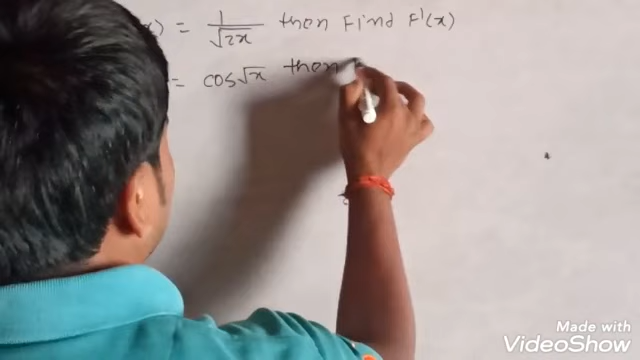 x) = 1/√2x then Find F'(x)
= cos√x then
Made with
VideoShow